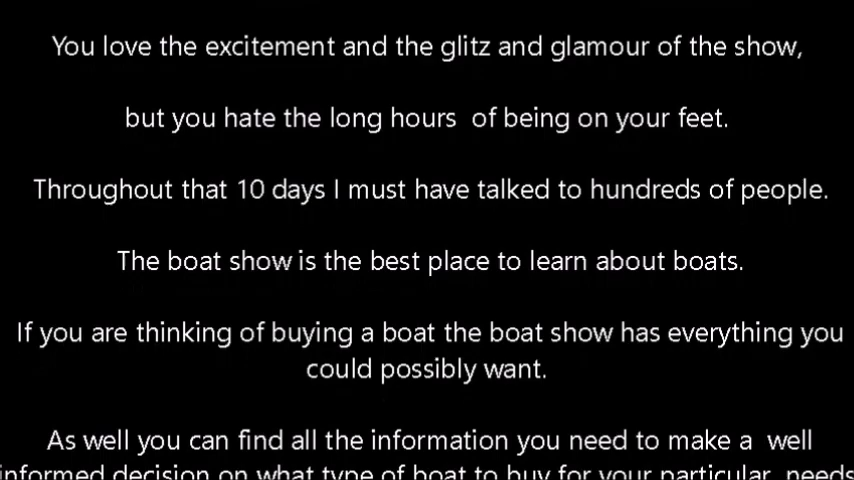 You love the excitement and the glitz and glamour of the show,
but you hate the long hours  of being on your feet.
Throughout that 10 days I must have talked to hundreds of people.
The boat show is the best place to learn about boats.
If you are thinking of buying a boat the boat show has everything you
could possibly want.
As well you can find all the information you need to make a  well
informed decision on what type of boat to buy for your particular  needs